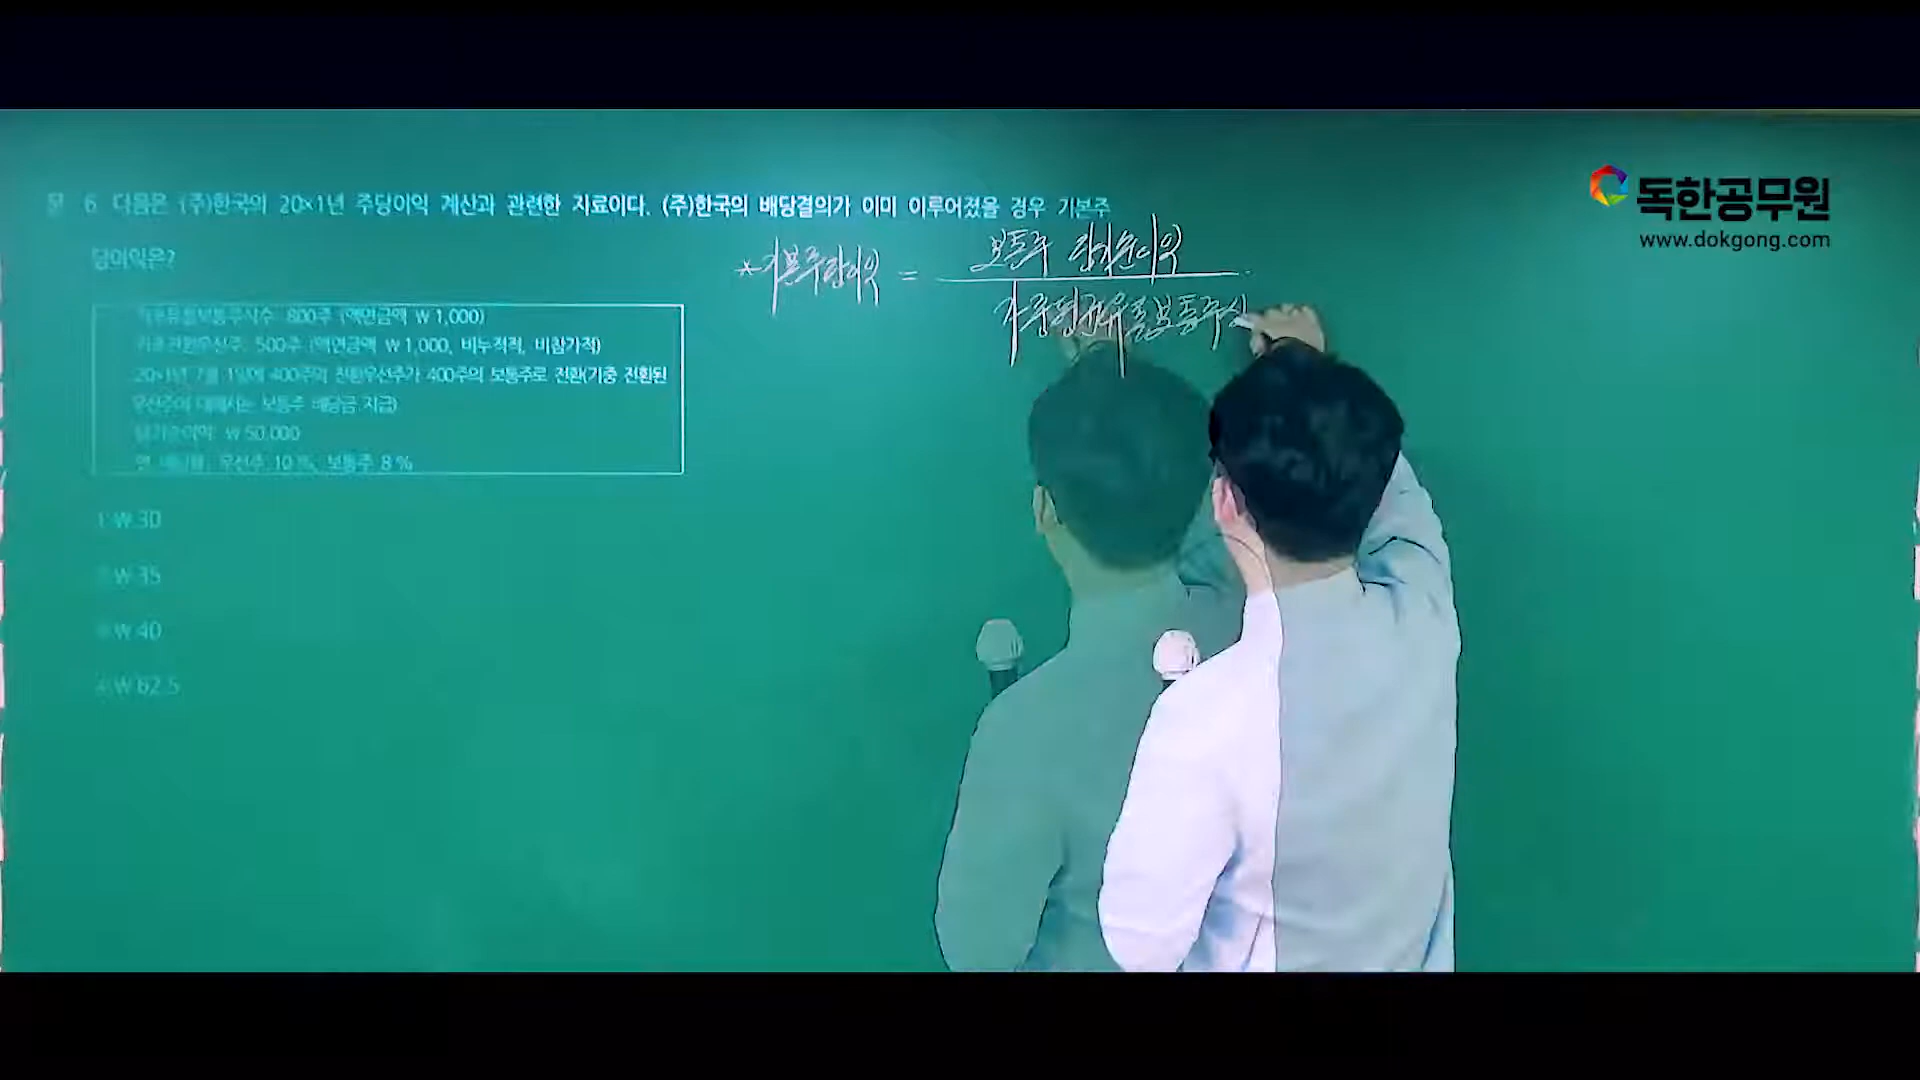 문 6. 다음은 (주)한국의 20×1년 주당이익 계산과 관련한 자료이다. (주)한국의 배당결의가 이미 이루어졌을 경우 기본주
당이익은?
기초유통보통주식수: 800주 (액면금액 ₩1,000)
기초전환우선주: 500주 (액면금액 ₩1,000, 비누적적, 비참가적)
20×1년 7월 1일에 400주의 전환우선주가 400주의 보통주로 전환(기중 전환된
우선주에 대해서는 보통주 배당금 지급)
당기순이익: ₩50,000
연 배당률: 우선주 10%, 보통주 8%
① ₩30
② ₩35
③ ₩40
④ ₩62.5
*기본주당이익 = 보통주 당기순이익
가중평균유통보통주식
독한공무원
www.dokgong.com